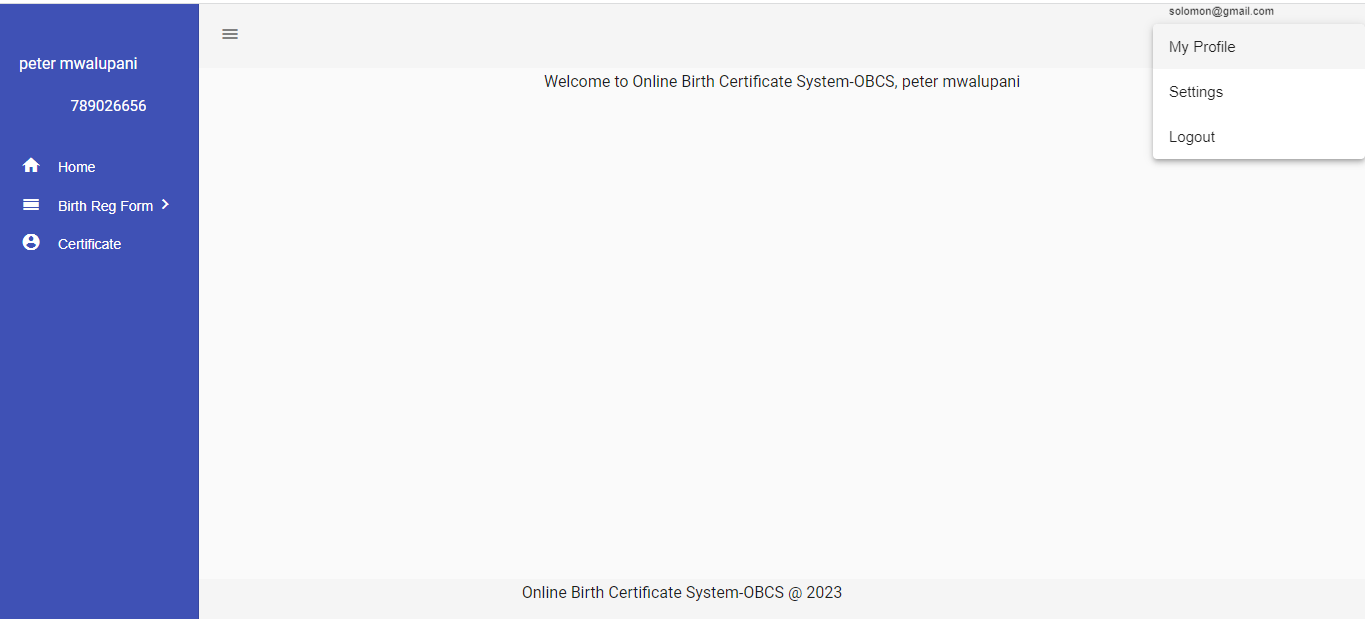 solomon@gmail.com
peter mwalupani
789026656
Home
Birth Reg Form
Certificate
My Profile
Settings
Logout
Welcome to Online Birth Certificate System-OBCS, peter mwalupani
Online Birth Certificate System-OBCS @ 2023